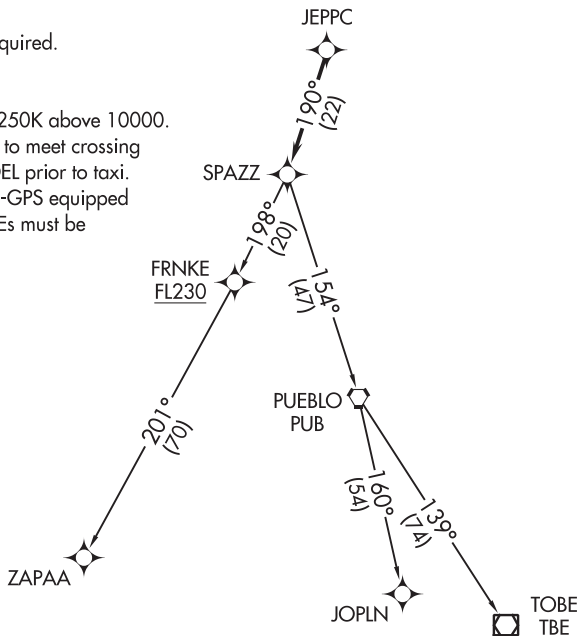 JEPPC
quired.
190°
(22)
250K above 10000.
to meet crossing
EL prior to taxi.
-GPS equipped
Es must be
SPAZZ
198°
(20)
FRNKE
FL230
154°
(47)
PUEBLO
PUB
201°
(70)
160°
(54)
139°
(74)
ZAPAA
JOPLN
TOBE
TBE